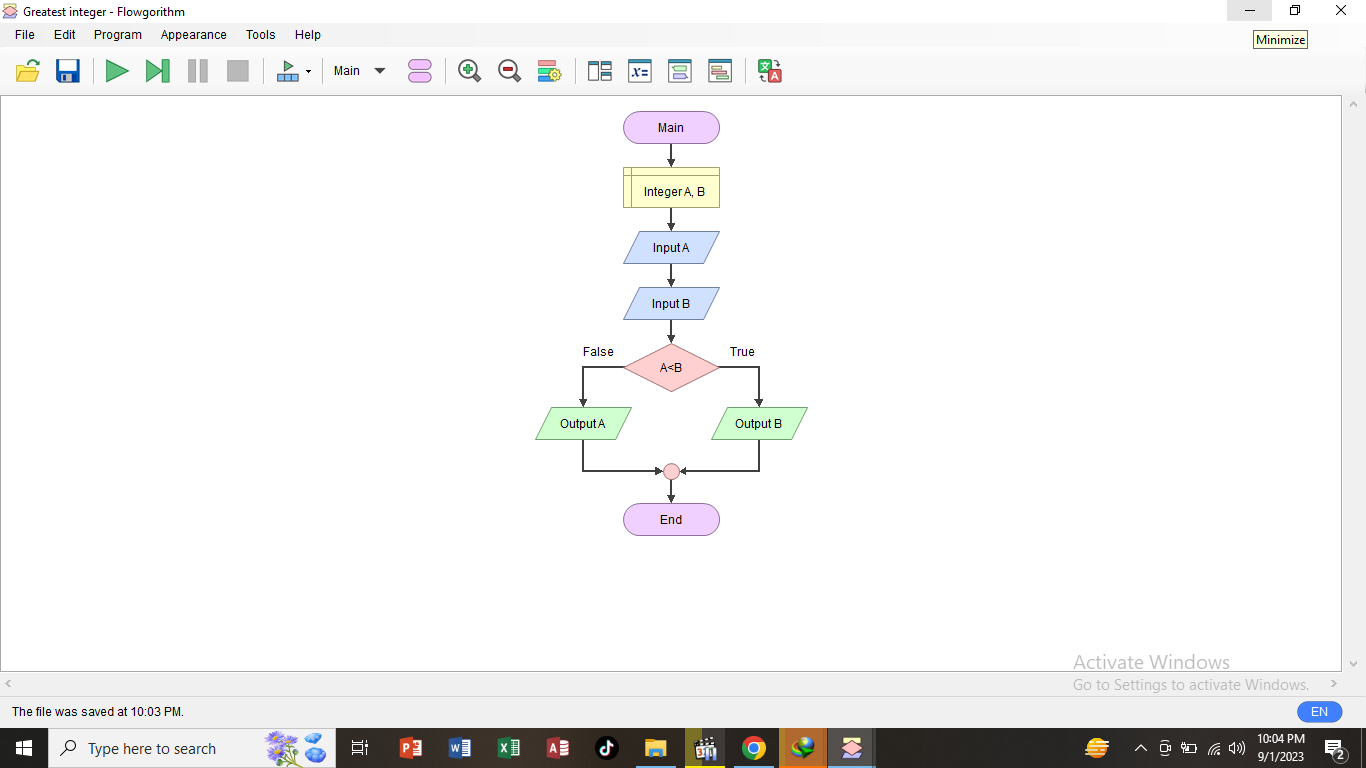 Greatest integer - Flowgorithm
File Edit Program Appearance Tools Help
Minimize
Main
x=
A
Main
Integer A, B
Input A
Input B
False
True
A<B
Output A
Output B
End
Activate Windows
Go to Settings to activate Windows.
The file was saved at 10:03 PM.
EN
Type here to search
10:04 PM
9/1/2023
2